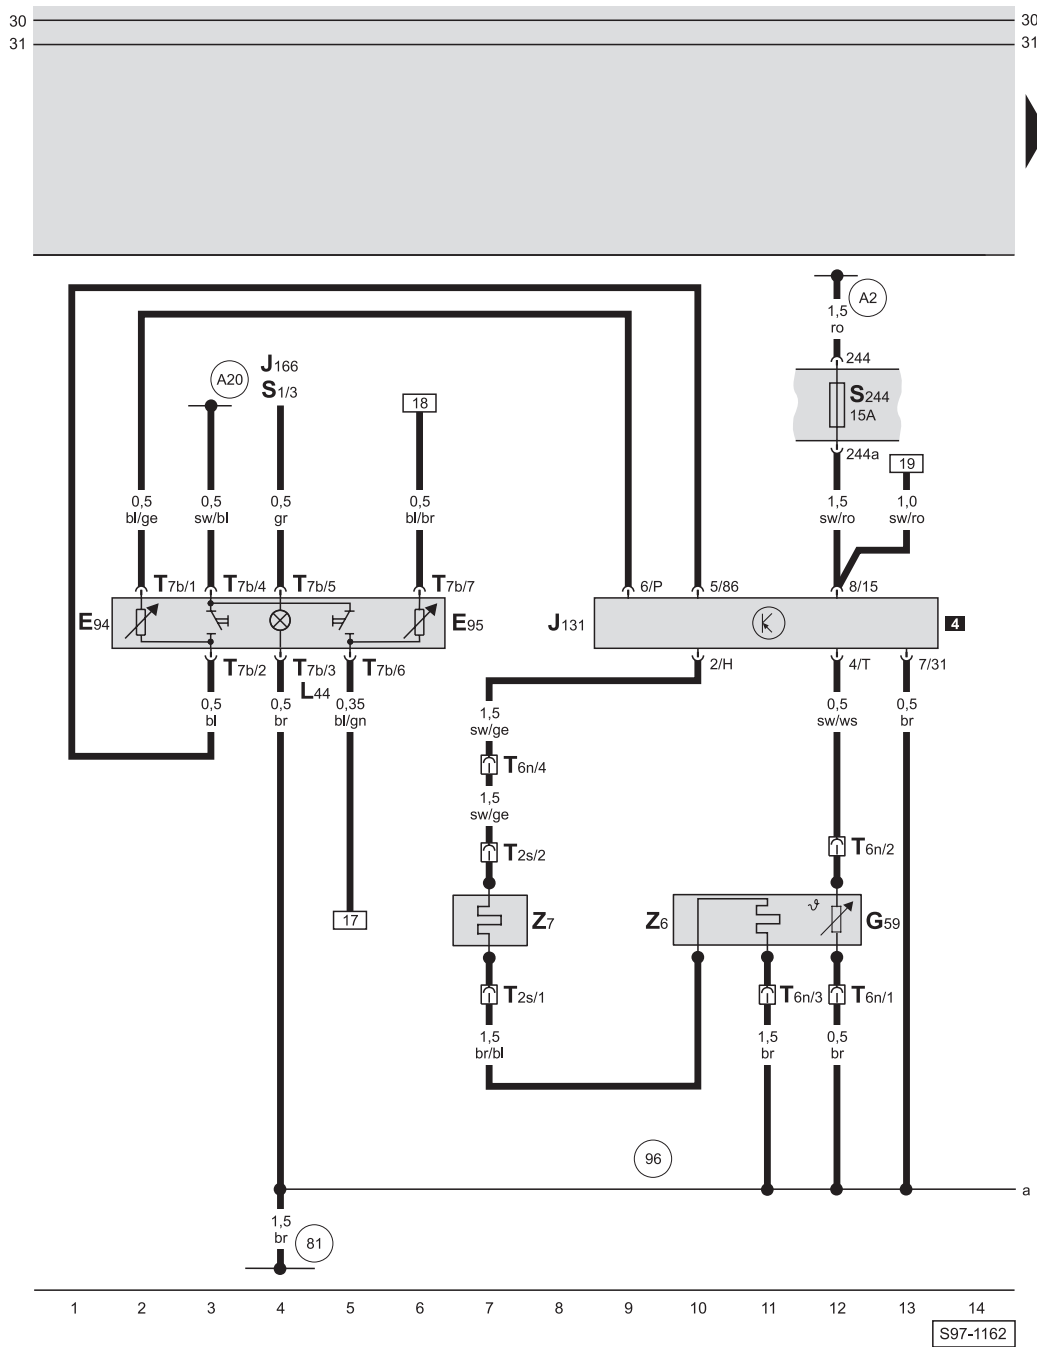 30 30
31 31
A2
1,5
ro
244
S244
15A
244a
19
J166
S1/3
A20
18
0,5
bl/ge
0,5
sw/bl
0,5
gr
0,5
bl/br
1,5
sw/ro
1,0
sw/ro
T7b/1 T7b/4 T7b/5 T7b/7
6/P 5/86 8/15
E94 E95 J131 4
T7b/2 T7b/3 T7b/6
L44
2/H 4/T 7/31
0,5
bl
0,5
br
0,35
bl/gn
1,5
sw/ge
0,5
sw/ws
0,5
br
T6n/4
1,5
sw/ge
T2s/2
T6n/2
17
Z7 Z6 ϑ G59
T2s/1 T6n/3 T6n/1
1,5
br/bl
1,5
br
0,5
br
96
a
1,5
br
81
1 2 3 4 5 6 7 8 9 10 11 12 13 14
S97-1162